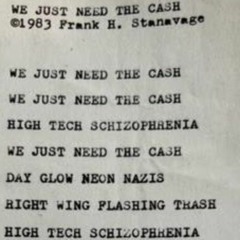 WE JUST NEED THE CASH
©1983 Frank H. Stanavage
WE JUST NEED THE CASH
WE JUST NEED THE CASH
HIGH TECH SCHIZOPHRENIA
WE JUST NEED THE CASH
DAY GLOW NEON NAZIS
RIGHT WING FLASHING TRASH
HIGH TECH SCHIZOPHRENIA